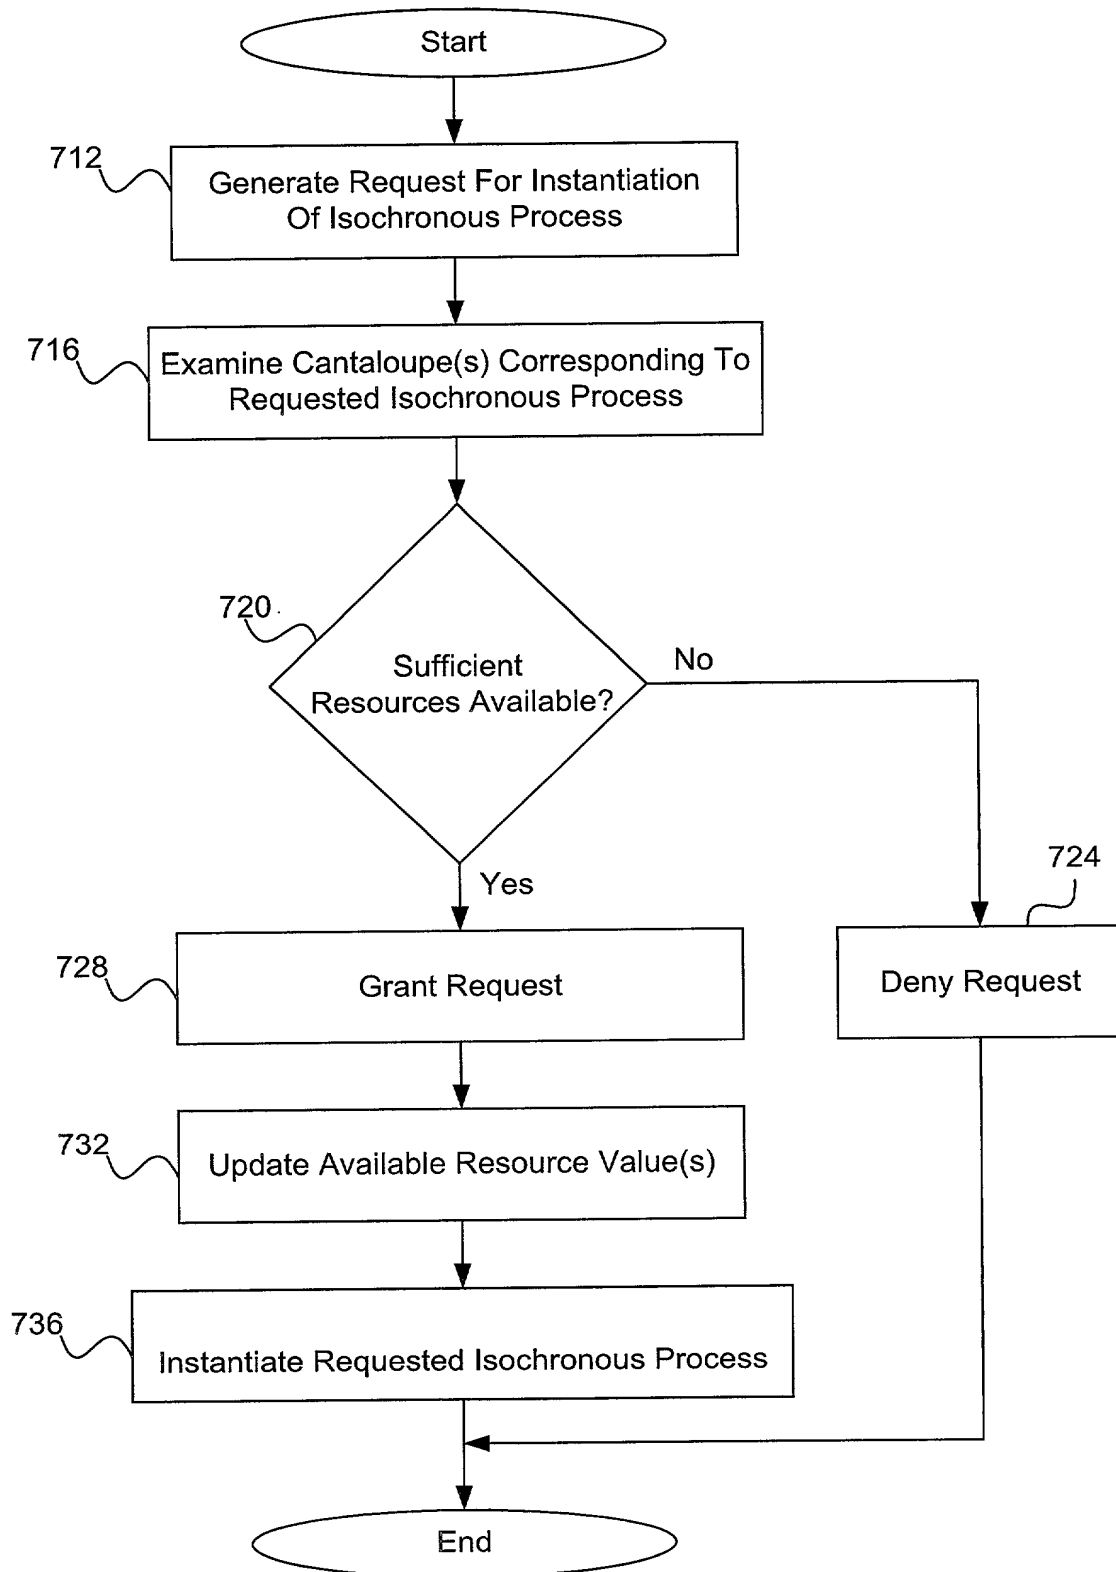 Start
712
Generate Request For Instantiation
Of Isochronous Process
716
Examine Cantaloupe(s) Corresponding To
Requested Isochronous Process
720
Sufficient
Resources Available?
No
Yes
724
728
Grant Request
Deny Request
732
Update Available Resource Value(s)
736
Instantiate Requested Isochronous Process
End